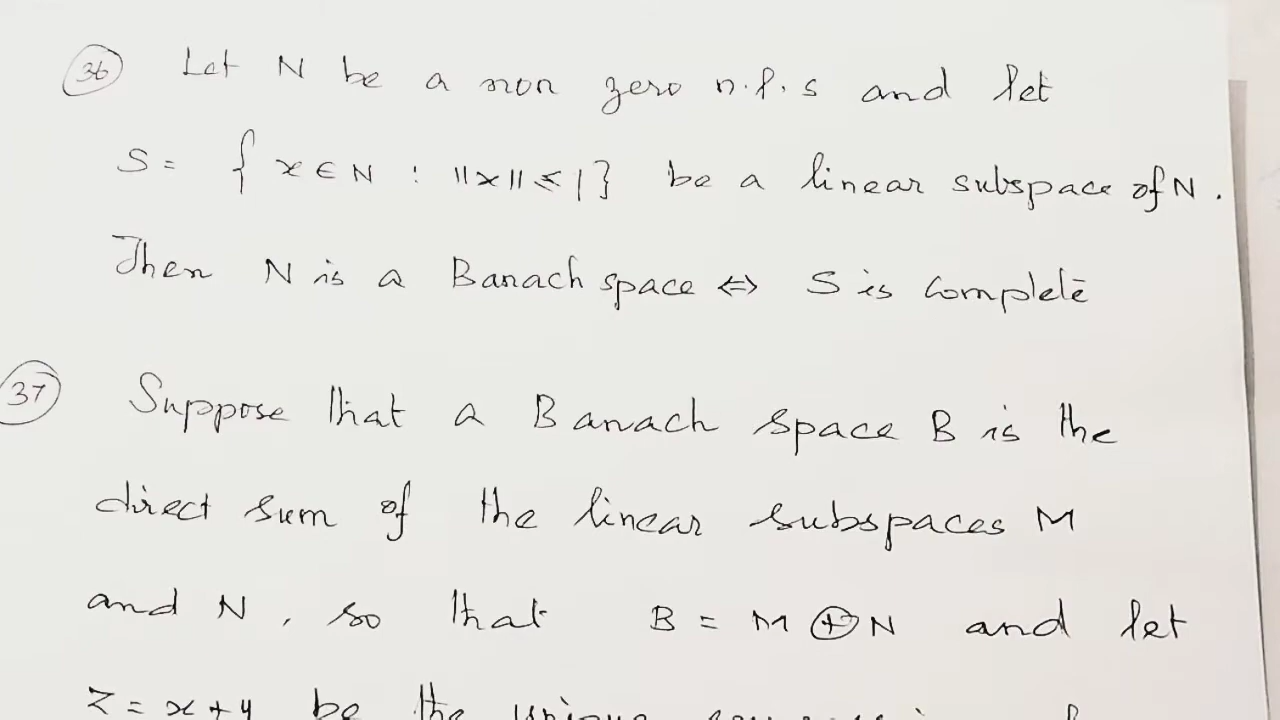 36 Let N be a non zero n.l.s and let
S = { x ∈ N : ||x|| ≤ 1} be a linear subspace of N.
Then N is a Banach space ⇔ S is complete
37 Suppose that a Banach space B is the
direct sum of the linear subspaces M
and N, so that B = M ⊕ N and let
z = x + y be the unique